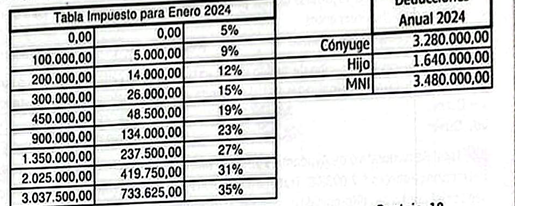 Tabla Impuesto para Enero 2024
0,00 0,00 5%
100.000,00 5.000,00 9%
200.000,00 14.000,00 12%
300.000,00 26.000,00 15%
450.000,00 48.500,00 19%
900.000,00 134.000,00 23%
1.350.000,00 237.500,00 27%
2.025.000,00 419.750,00 31%
3.037.500,00 733.625,00 35%
Deducciones
Anual 2024
Cónyuge 3.280.000,00
Hijo 1.640.000,00
MNI 3.480.000,00